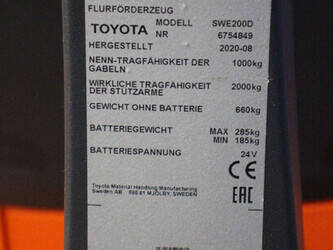 FLURFÖRDERZEUG
TOYOTA MODELL SWE200D
NR 6754849
HERGESTELLT 2020-08
NENN-TRAGFÄHIGKEIT DER GABELN 1000kg
WIRKLICHE TRAGFÄHIGKEIT DER STÜTZARME 2000kg
GEWICHT OHNE BATTERIE 660kg
BATTERIEGEWICHT MAX 285kg
MIN 185kg
BATTERIESPANNUNG 24V
Toyota Material Handling Manufacturing
Sweden AB 595 81 MJÖLBY, SWEDEN
CE EAC